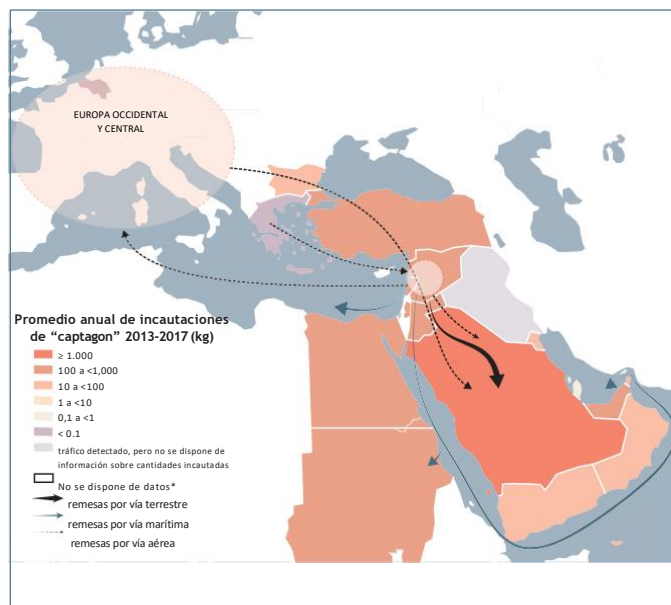 EUROPA OCCIDENTAL
Y CENTRAL
Promedio anual de incautaciones
de “captagon” 2013-2017 (kg)
≥ 1.000
100 a <1,000
10 a <100
1 a <10
0,1 a <1
< 0.1
tráfico detectado, pero no se dispone de
información sobre cantidades incautadas
No se dispone de datos*
remesas por vía terrestre
remesas por vía marítima
remesas por vía aérea